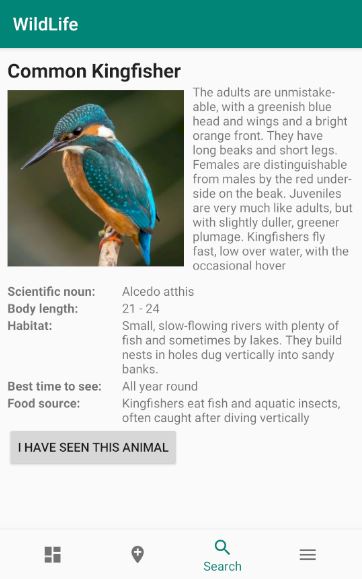 WildLife
Common Kingfisher
The adults are unmistake-
able, with a greenish blue
head and wings and a bright
orange front. They have
long beaks and short legs.
Females are distinguishable
from males by the red under-
side on the beak. Juveniles
are very much like adults, but
with slightly duller, greener
plumage. Kingfishers fly
fast, low over water, with the
occasional hover
Scientific noun: Alcedo atthis
Body length: 21 - 24
Habitat: Small, slow-flowing rivers with plenty of
fish and sometimes by lakes. They build
nests in holes dug vertically into sandy
banks.
Best time to see: All year round
Food source: Kingfishers eat fish and aquatic insects,
often caught after diving vertically
I HAVE SEEN THIS ANIMAL
Search